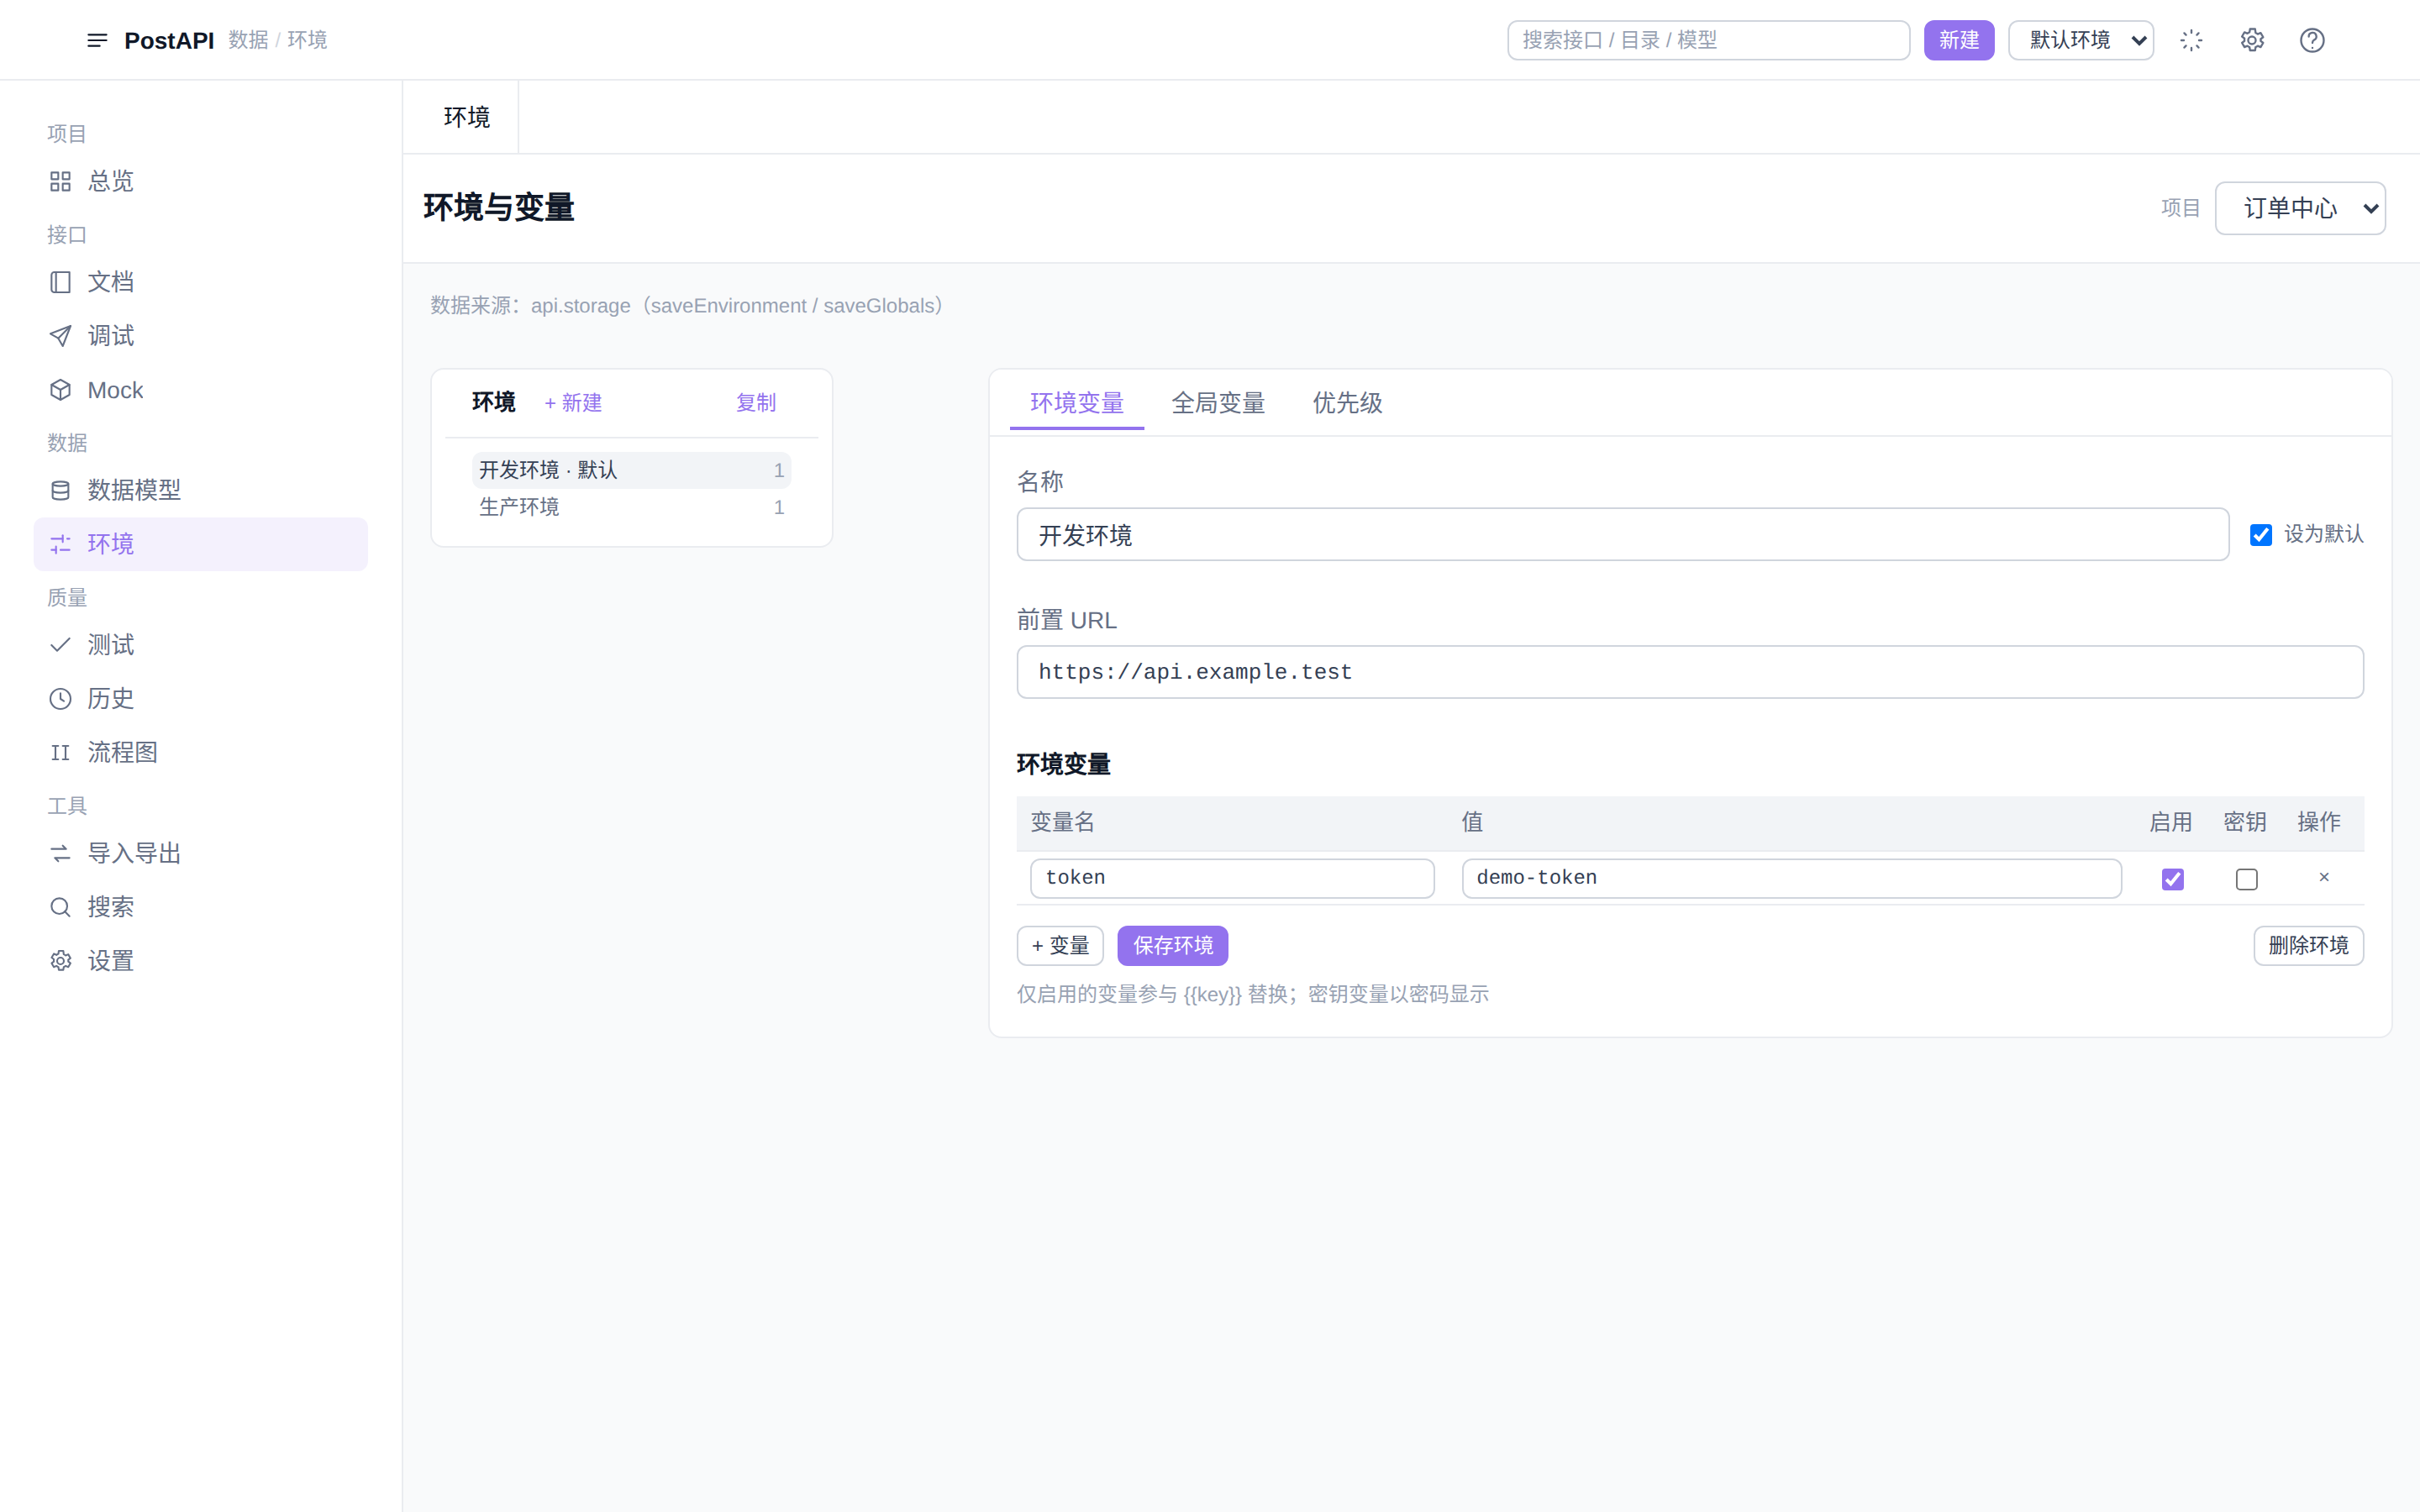 PostAPI 数据 / 环境
搜索接口 / 目录 / 模型
新建
默认环境
项目
总览
接口
文档
调试
Mock
数据
数据模型
环境
质量
测试
历史
流程图
工具
导入导出
搜索
设置
环境
环境与变量
项目 订单中心
数据来源：api.storage（saveEnvironment / saveGlobals）
环境 + 新建 复制
开发环境 · 默认 1
生产环境 1
环境变量 全局变量 优先级
名称
开发环境 设为默认
前置 URL
https://api.example.test
环境变量
变量名 值 启用 密钥 操作
token demo-token ×
+ 变量 保存环境 删除环境
仅启用的变量参与 {{key}} 替换；密钥变量以密码显示